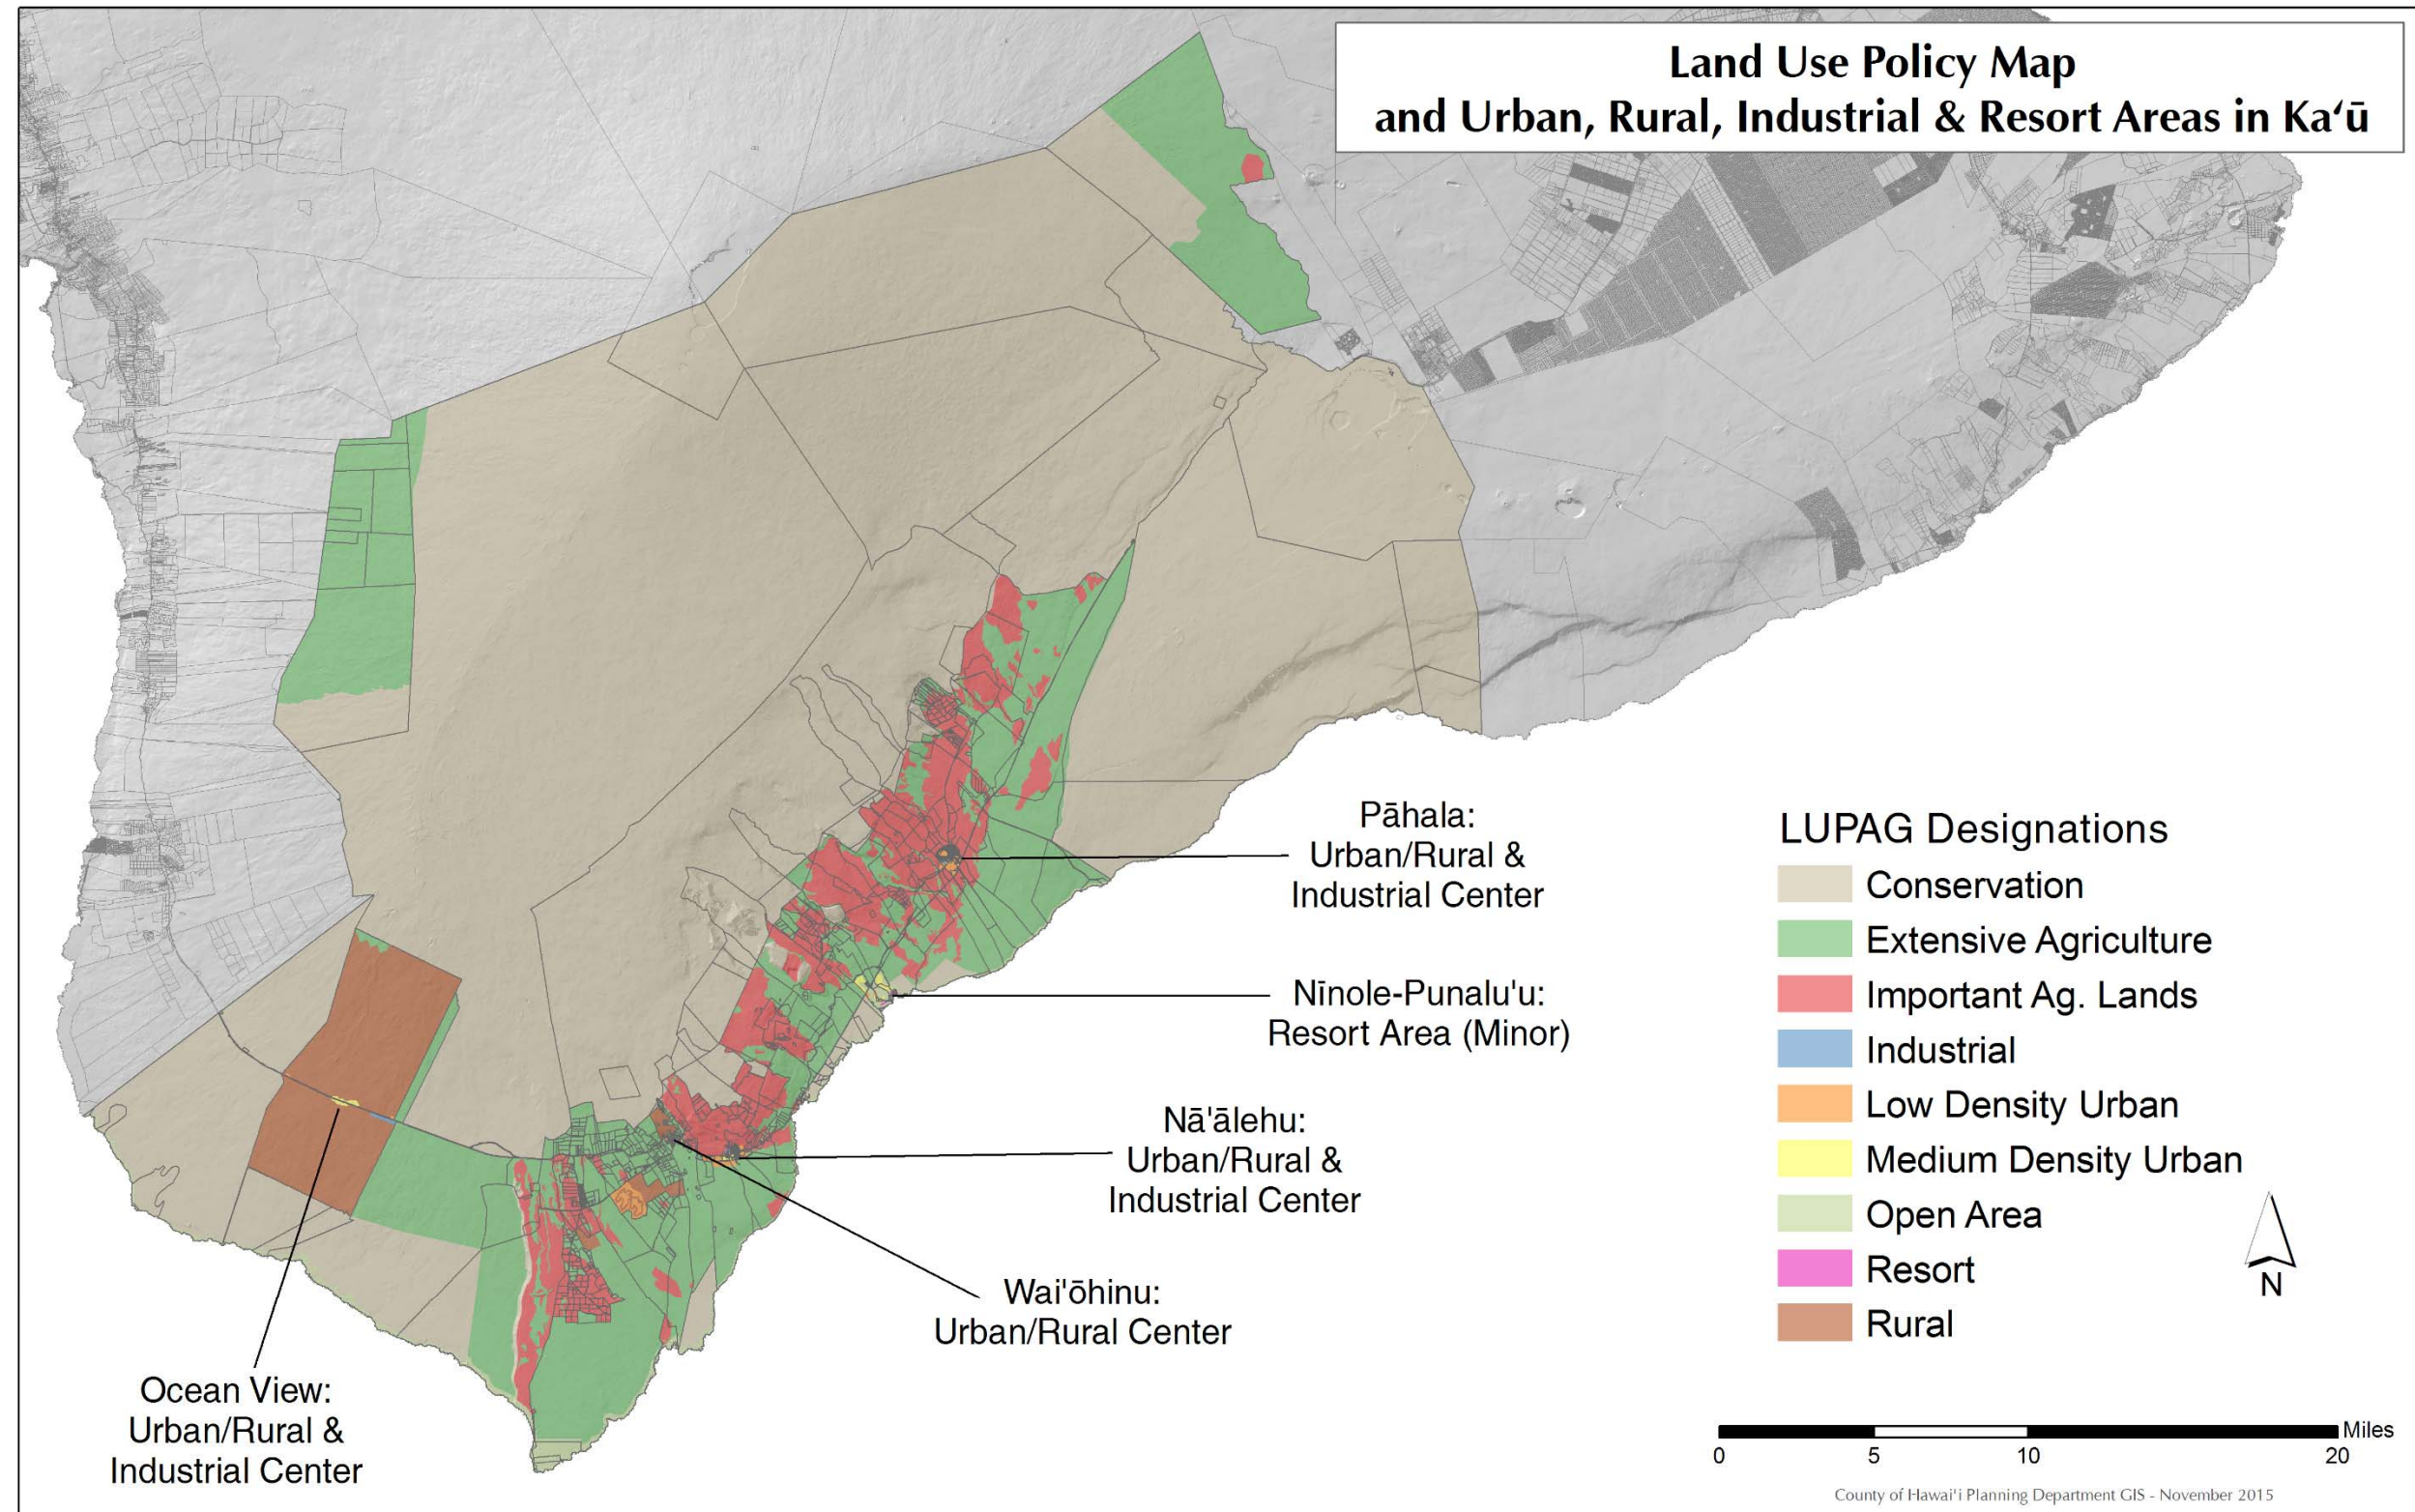 Land Use Policy Map
and Urban, Rural, Industrial & Resort Areas in Kaʻū
Pāhala:
Urban/Rural &
Industrial Center
Nīnole-Punalu'u:
Resort Area (Minor)
Nā'ālehu:
Urban/Rural &
Industrial Center
Wai'ōhinu:
Urban/Rural Center
Ocean View:
Urban/Rural &
Industrial Center
LUPAG Designations
Conservation
Extensive Agriculture
Important Ag. Lands
Industrial
Low Density Urban
Medium Density Urban
Open Area
Resort
Rural
N
Miles
0 5 10 20
County of Hawai'i Planning Department GIS - November 2015